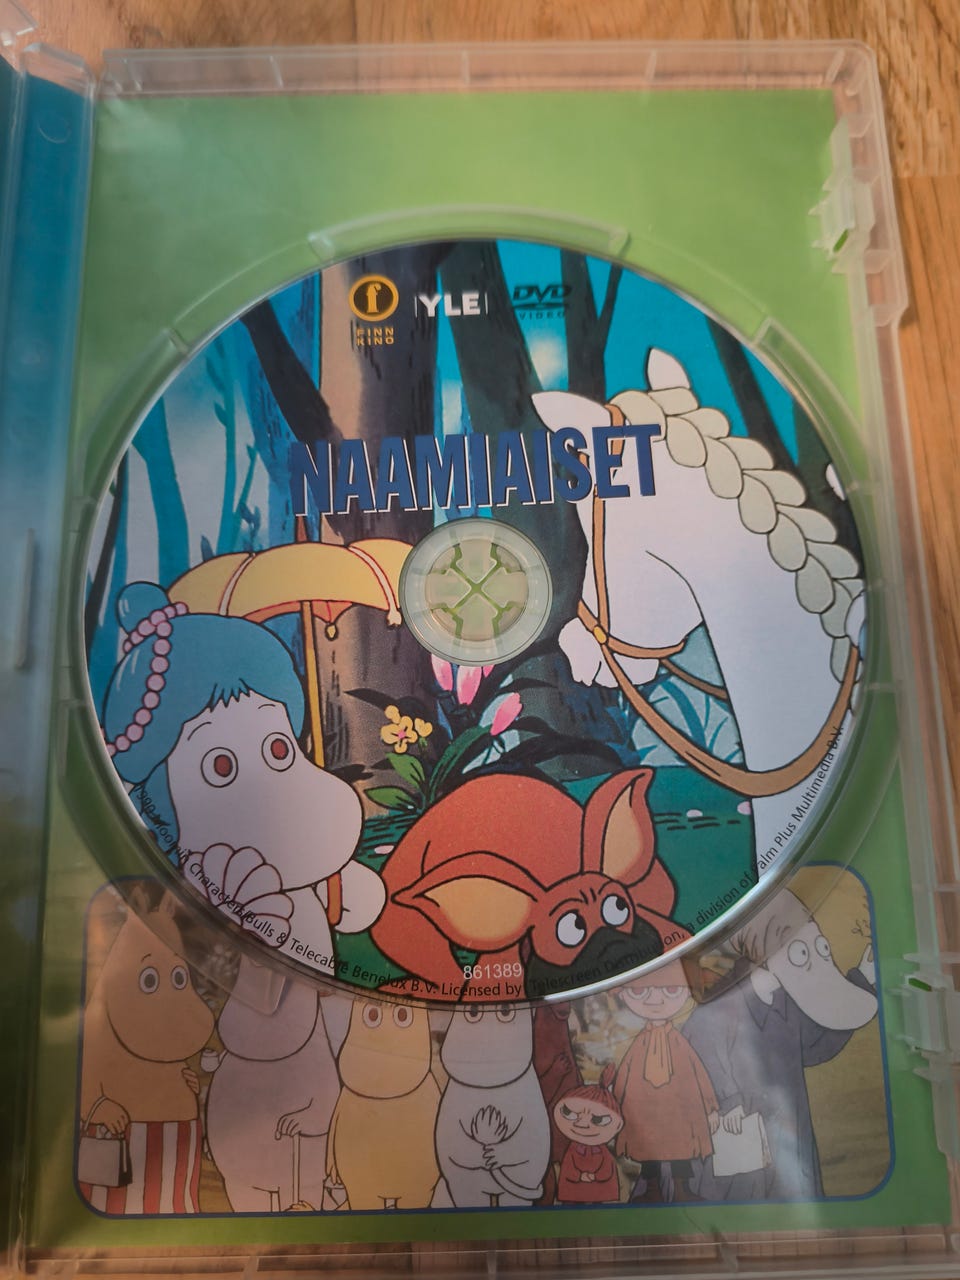 f
FINN
KINO
YLE
DVD
VIDEO
NAAMIAISET
Characters/Bulls & Telecable Benelux B.V. Licensed by Telescreen Distribution, a division of Palm Plus Multimedia B.V.
861389